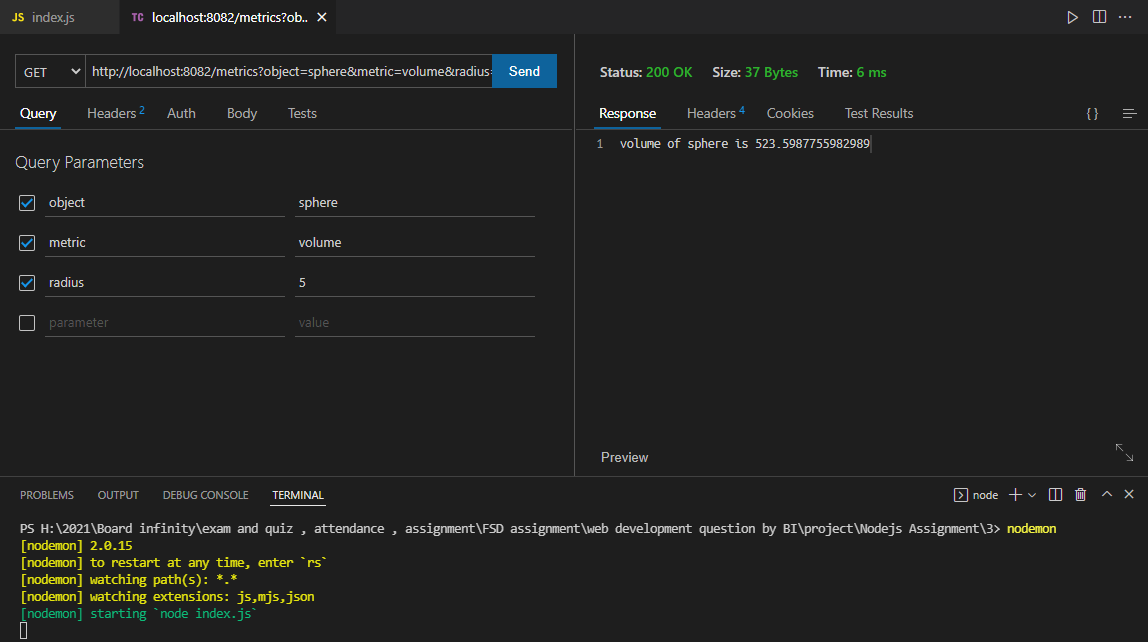 JS index.js TC localhost:8082/metrics?ob..
GET http://localhost:8082/metrics?object=sphere&metric=volume&radius= Send
Status: 200 OK Size: 37 Bytes Time: 6 ms
Query Headers 2 Auth Body Tests
Response Headers 4 Cookies Test Results {}
Query Parameters
object sphere
metric volume
radius 5
parameter value
1 volume of sphere is 523.5987755982989
Preview
PROBLEMS OUTPUT DEBUG CONSOLE TERMINAL node
PS H:\2021\Board infinity\exam and quiz , attendance , assignment\FSD assignment\web development question by BI\project\Nodejs Assignment\3> nodemon
[nodemon] 2.0.15
[nodemon] to restart at any time, enter `rs`
[nodemon] watching path(s): *.*
[nodemon] watching extensions: js,mjs,json
[nodemon] starting `node index.js`